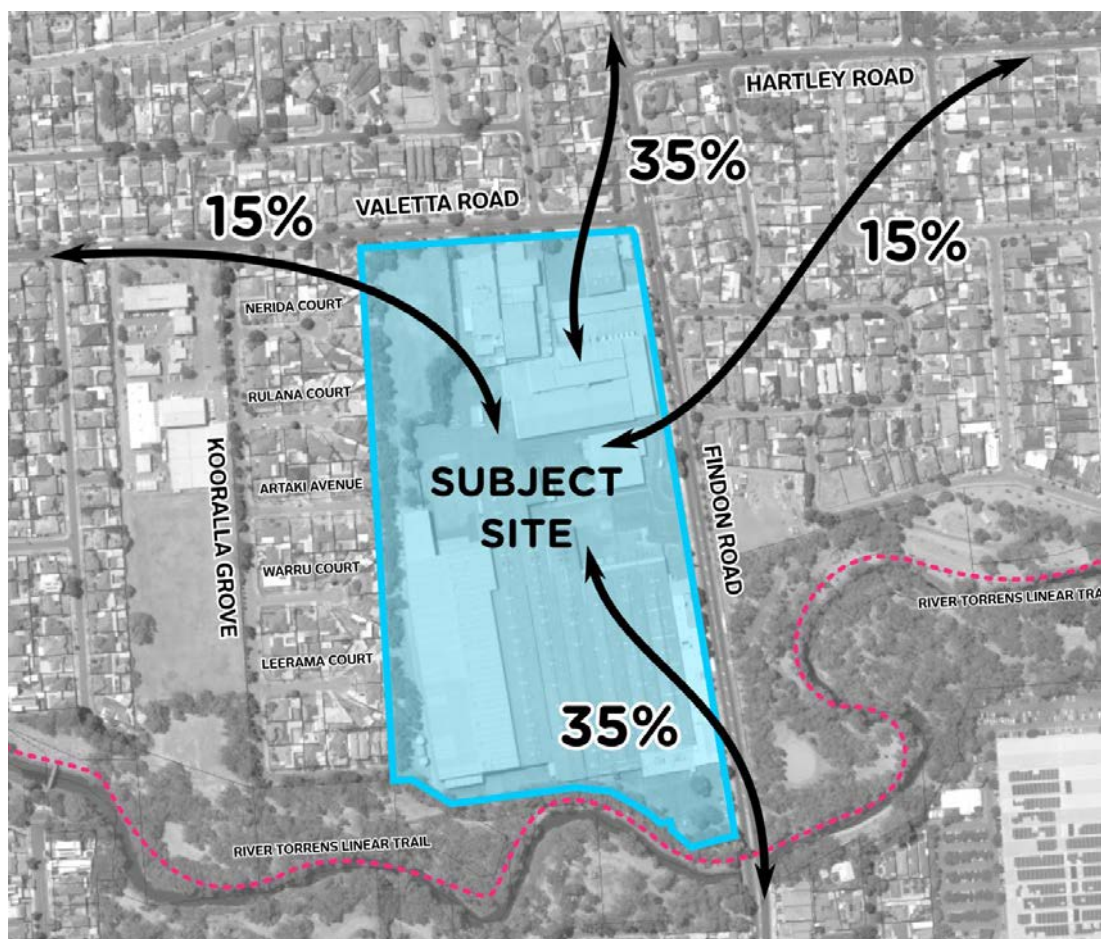 HARTLEY ROAD
35%
VALETTA ROAD
15%
15%
NERIDA COURT
RULANA COURT
KOORALLA GROVE
SUBJECT
SITE
FINDON ROAD
ARTAKI AVENUE
WARRU COURT
RIVER TORRENS LINEAR TRA
LEERAMA COURT
35%
RIVER TORRENS LINEAR TRAIL